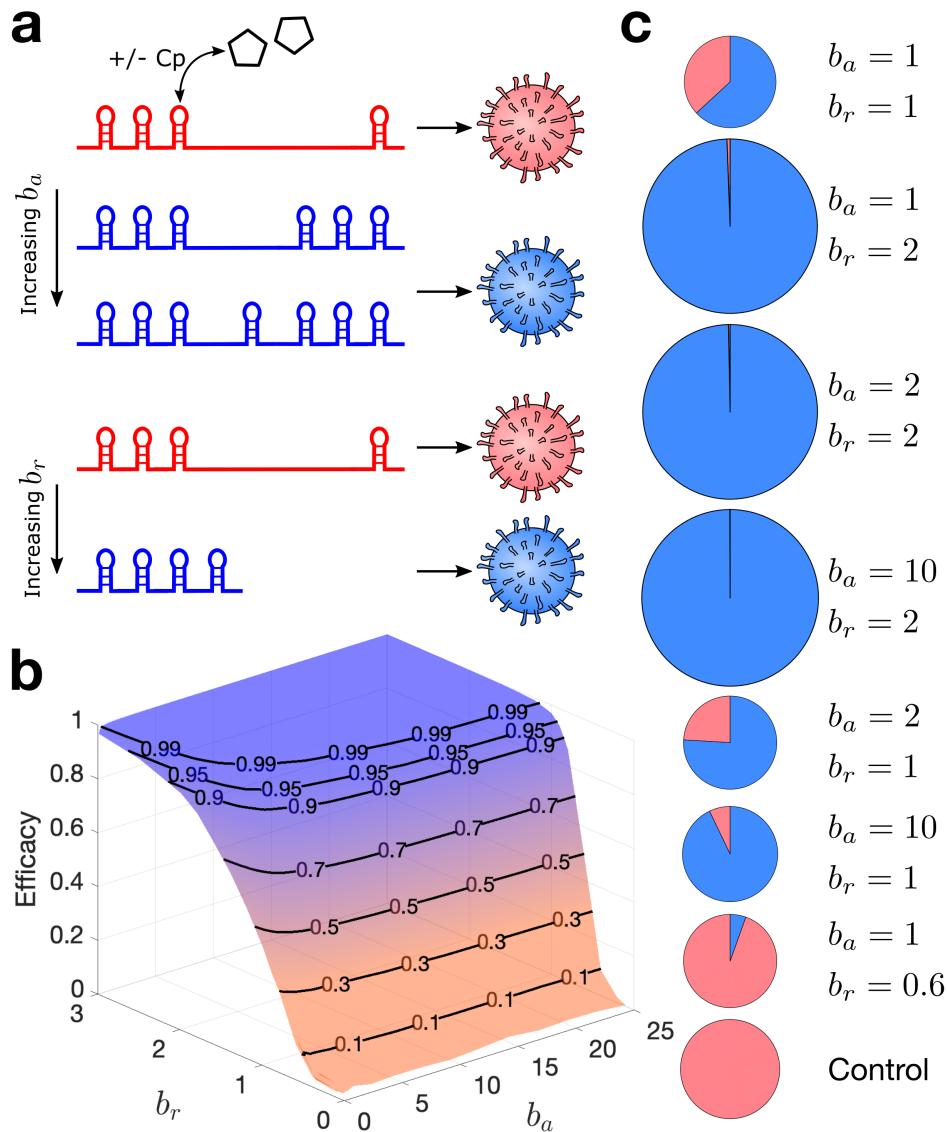 a
+/- Cp
Increasing b_a
Increasing b_r
b
Efficacy
1
0.8
0.6
0.4
0.2
0
3
2
1
0
b_r
0
5
10
15
20
25
b_a
0.99 0.99 0.99 0.99
0.95 0.95 0.95 0.95
0.9 0.9 0.9 0.9
0.7 0.7 0.7
0.5 0.5 0.5
0.3 0.3 0.3 0.3
0.1 0.1 0.1 0.1
c
b_a = 1
b_r = 1
b_a = 1
b_r = 2
b_a = 2
b_r = 2
b_a = 10
b_r = 2
b_a = 2
b_r = 1
b_a = 10
b_r = 1
b_a = 1
b_r = 0.6
Control